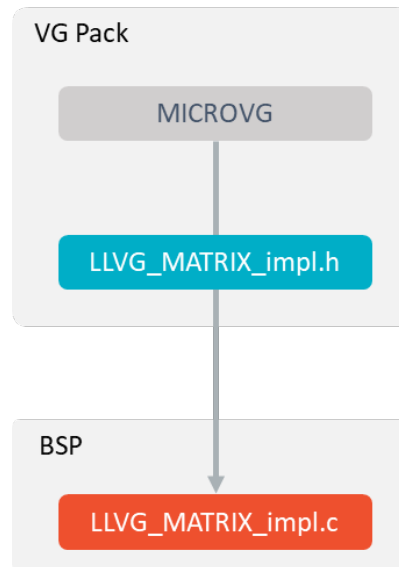 VG Pack
MICROVG
LLVG_MATRIX_impl.h
BSP
LLVG_MATRIX_impl.c